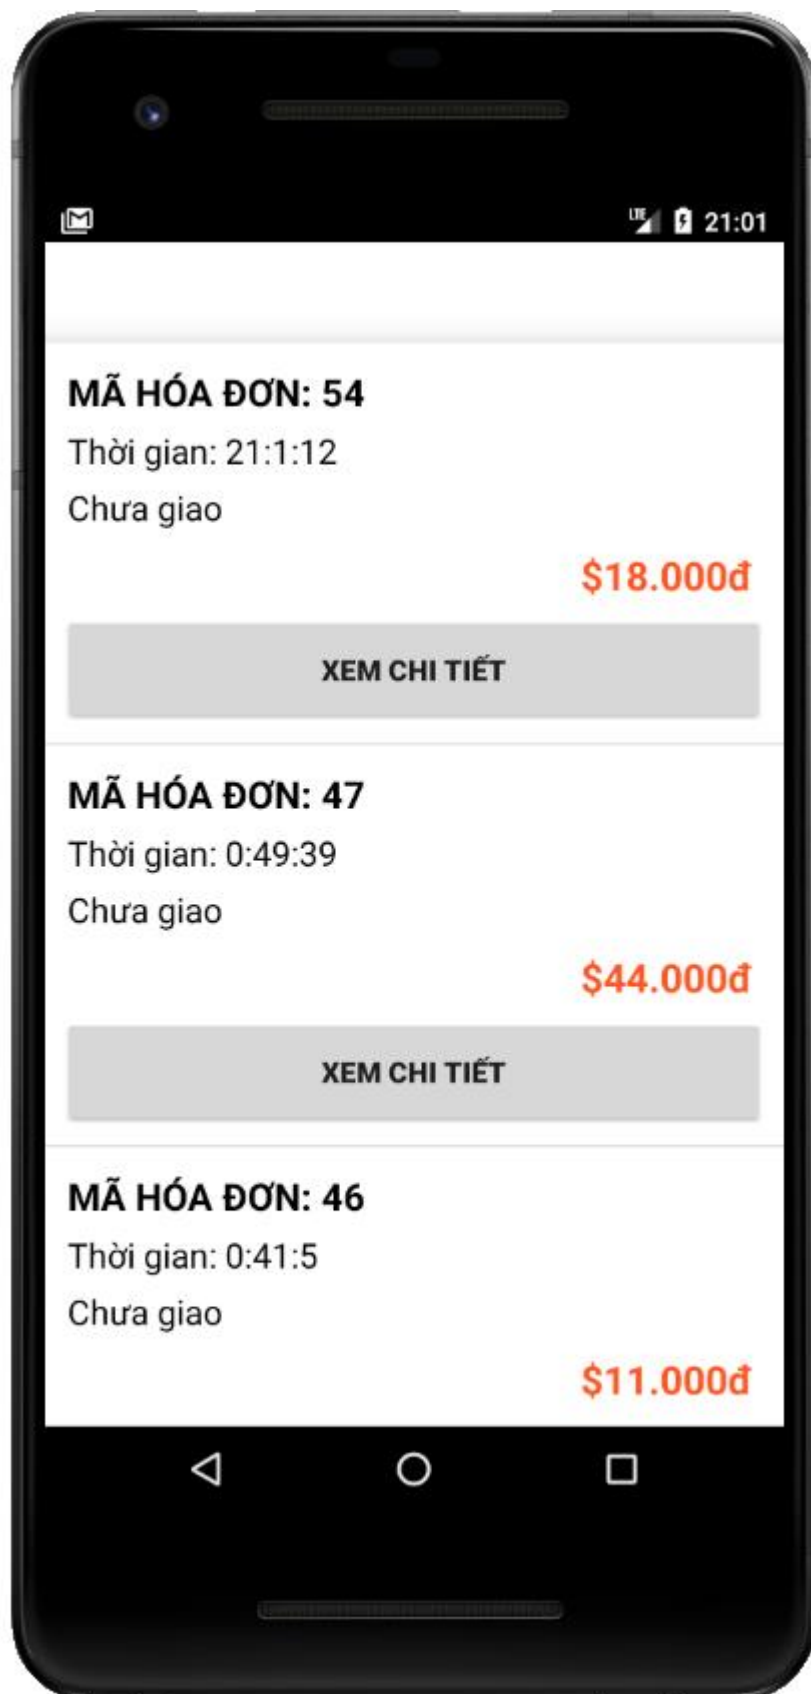 LTE 21:01
MÃ HÓA ĐƠN: 54
Thời gian: 21:1:12
Chưa giao
$18.000đ
XEM CHI TIẾT
MÃ HÓA ĐƠN: 47
Thời gian: 0:49:39
Chưa giao
$44.000đ
XEM CHI TIẾT
MÃ HÓA ĐƠN: 46
Thời gian: 0:41:5
Chưa giao
$11.000đ